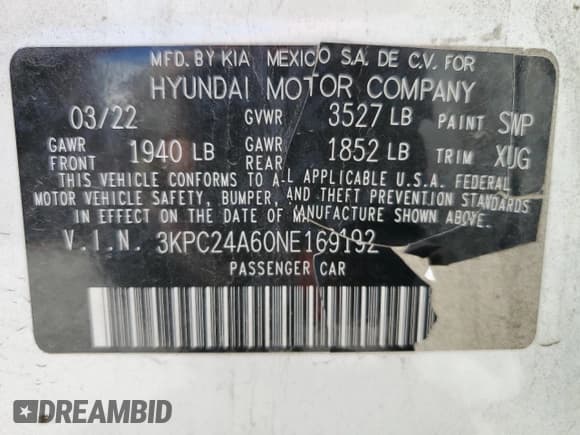 MFD. BY KIA MEXICO S.A. DE C.V. FOR
HYUNDAI MOTOR COMPANY
03/22 GVWR 3527 LB PAINT SWP
GAWR FRONT 1940 LB GAWR REAR 1852 LB TRIM XUG
THIS VEHICLE CONFORMS TO ALL APPLICABLE U.S.A. FEDERAL
MOTOR VEHICLE SAFETY, BUMPER, AND THEFT PREVENTION STANDARDS
IN EFFECT ON THE DATE OF MANUFACTURE SHOWN ABOVE.
V.I.N. 3KPC24A60NE169192
PASSENGER CAR
DREAMBID